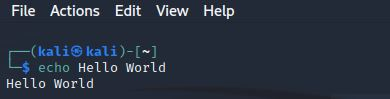 File Actions Edit View Help
┌──(kali㉿kali)-[~]
└─$ echo Hello World
Hello World